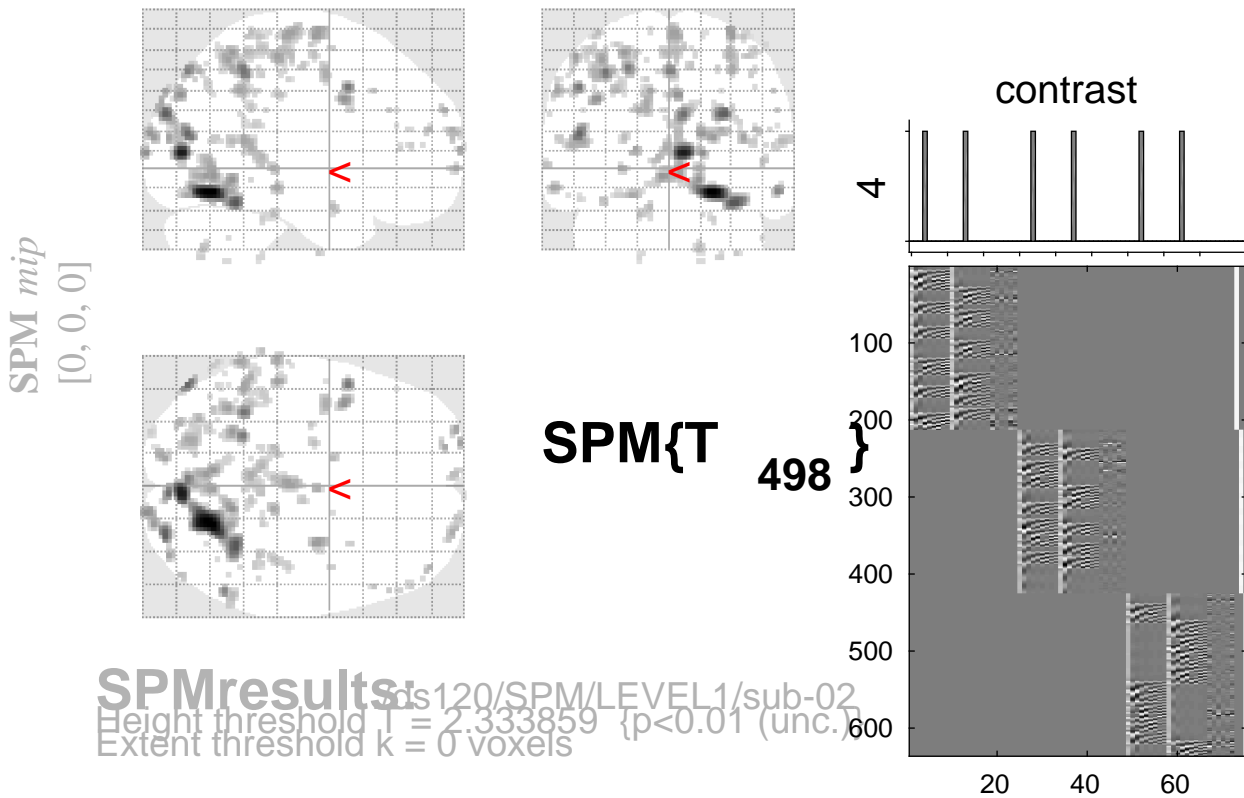 contrast
4
SPM mip
[0, 0, 0]
<
<
<
SPM{T498}
100
200
300
400
500
600
20 40 60
SPMresults: /ds120/SPM/LEVEL1/sub-02
Height threshold T = 2.333859 {p<0.01 (unc.)}
Extent threshold k = 0 voxels